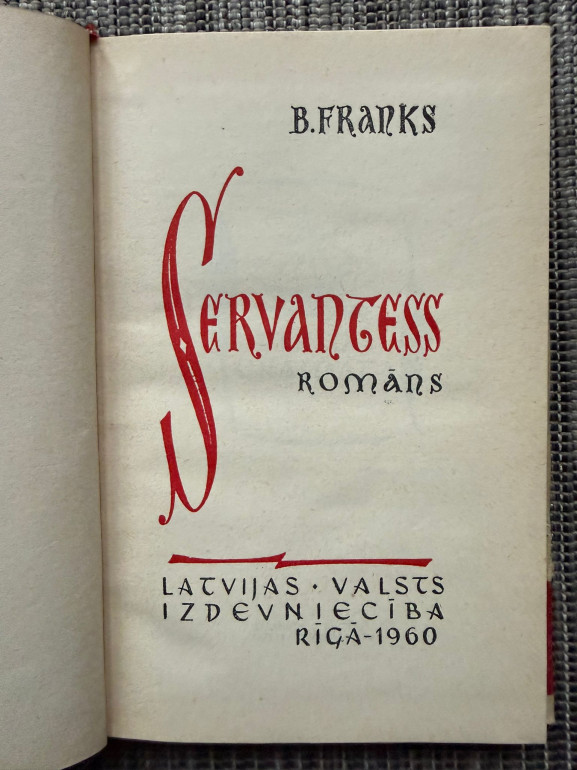 B. FRANKS
SERVANTESS
ROMĀNS
LATVIJAS · VALSTS
IZDEVNIECĪBA
RĪGĀ-1960